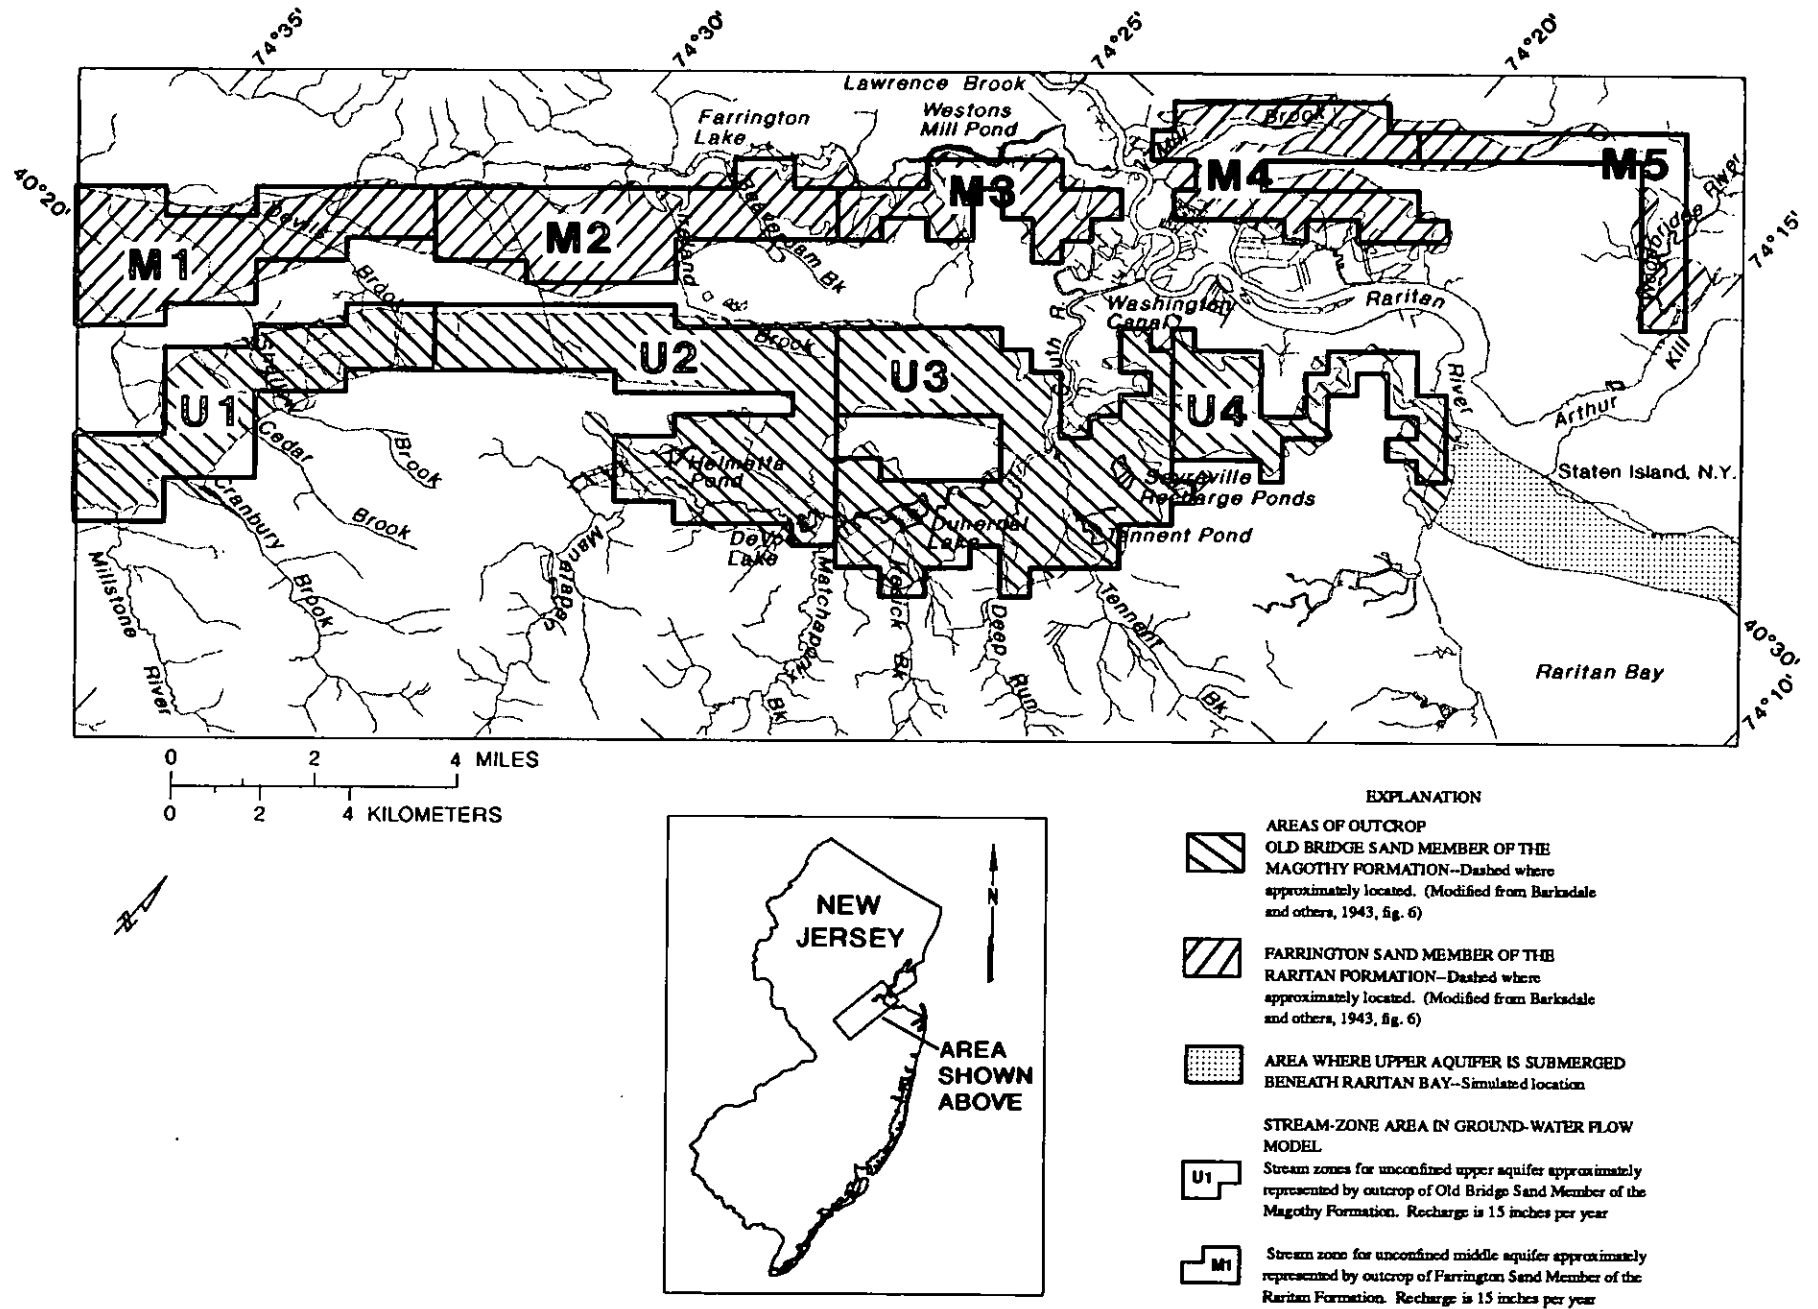 74°35'
74°30'
74°25'
74°20'
40°20'
74°15'
40°30'
74°10'
Lawrence Brook
Westons
Mill Pond
Farrington
Lake
Mill
Brook
M1
M2
M3
M4
M5
Devils
Brook
Beaverdam Bk
Brook
Woodbridge
River
Washington
Canal
South R.
Raritan
River
Arthur
Kill
U1
U2
U3
U4
Cedar
Brook
Cranbury
Brook
Brook
Helmetta
Pond
Sayreville
Recharge Ponds
Duhernal
Lake
Tennent Pond
DeVoe
Lake
Staten Island, N.Y.
Millstone
River
Manalapan
Matchaponix
Bk
Bk
Deep
Run
Tennent
Bk
Raritan Bay
0 2 4 MILES
0 2 4 KILOMETERS
N
NEW
JERSEY
N
AREA
SHOWN
ABOVE
EXPLANATION
AREAS OF OUTCROP
OLD BRIDGE SAND MEMBER OF THE
MAGOTHY FORMATION--Dashed where
approximately located. (Modified from Barksdale
and others, 1943, fig. 6)
FARRINGTON SAND MEMBER OF THE
RARITAN FORMATION--Dashed where
approximately located. (Modified from Barksdale
and others, 1943, fig. 6)
AREA WHERE UPPER AQUIFER IS SUBMERGED
BENEATH RARITAN BAY--Simulated location
STREAM-ZONE AREA IN GROUND-WATER FLOW
MODEL
U1
Stream zones for unconfined upper aquifer approximately
represented by outcrop of Old Bridge Sand Member of the
Magothy Formation. Recharge is 15 inches per year
M1
Stream zone for unconfined middle aquifer approximately
represented by outcrop of Farrington Sand Member of the
Raritan Formation. Recharge is 15 inches per year